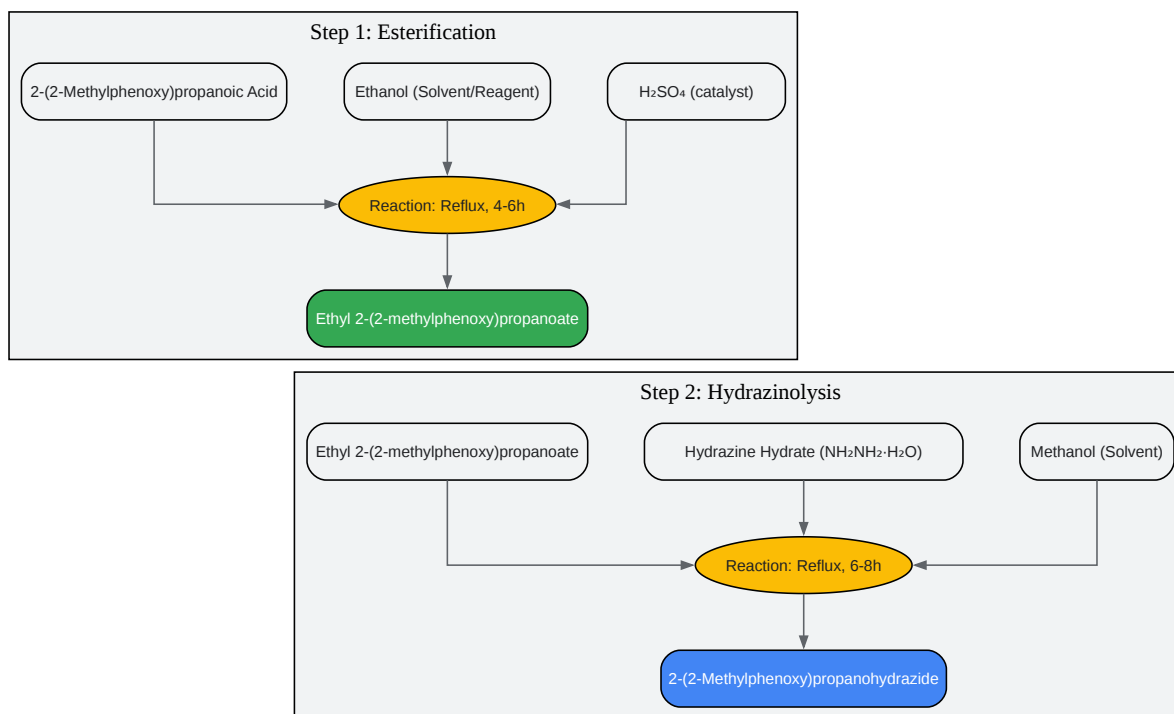 Step 1: Esterification
2-(2-Methylphenoxy)propanoic Acid
Ethanol (Solvent/Reagent)
H₂SO₄ (catalyst)
Reaction: Reflux, 4-6h
Ethyl 2-(2-methylphenoxy)propanoate
Step 2: Hydrazinolysis
Ethyl 2-(2-methylphenoxy)propanoate
Hydrazine Hydrate (NH₂NH₂·H₂O)
Methanol (Solvent)
Reaction: Reflux, 6-8h
2-(2-Methylphenoxy)propanohydrazide